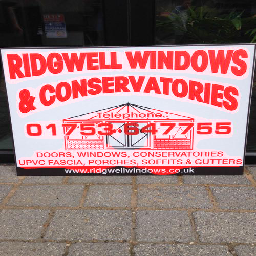 RIDGWELL WINDOWS
& CONSERVATORIES
Telephone:
01753·647755
DOORS, WINDOWS, CONSERVATORIES
UPVC FASCIA, PORCHES, SOFFITS & GUTTERS
www.ridgwellwindows.co.uk